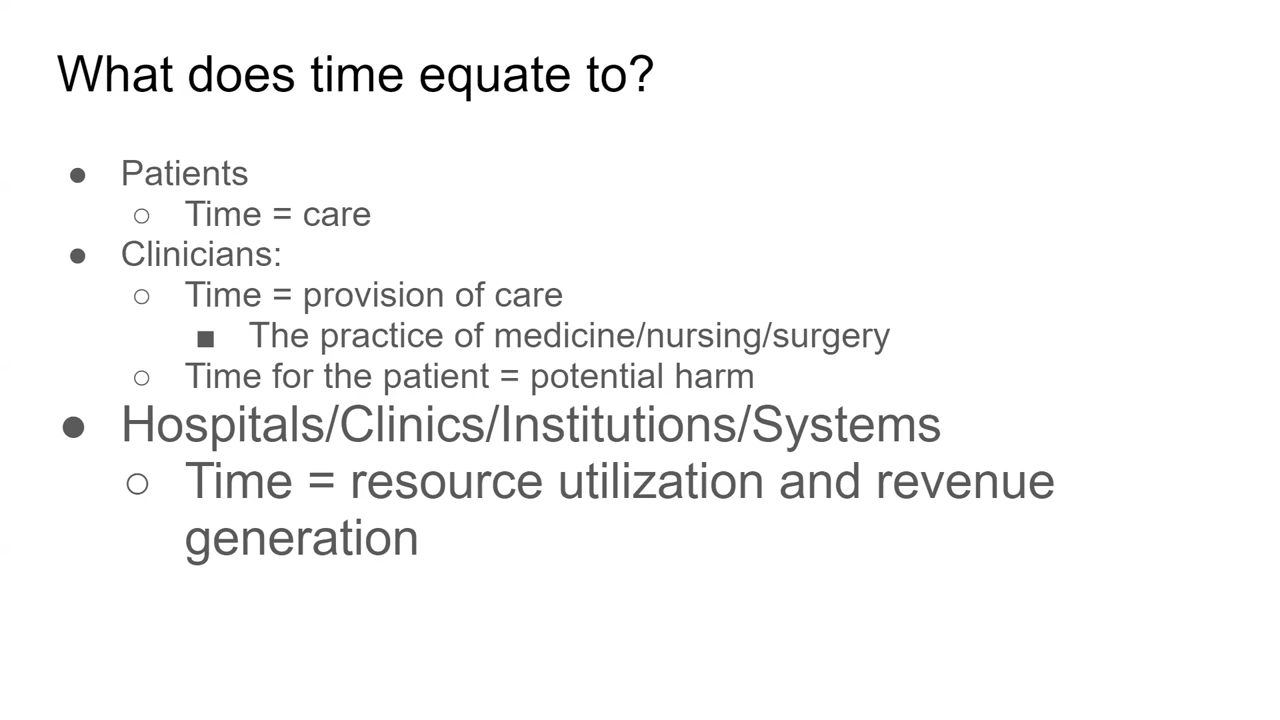 What does time equate to?
● Patients
○ Time = care
● Clinicians:
○ Time = provision of care
■ The practice of medicine/nursing/surgery
○ Time for the patient = potential harm
● Hospitals/Clinics/Institutions/Systems
○ Time = resource utilization and revenue
generation